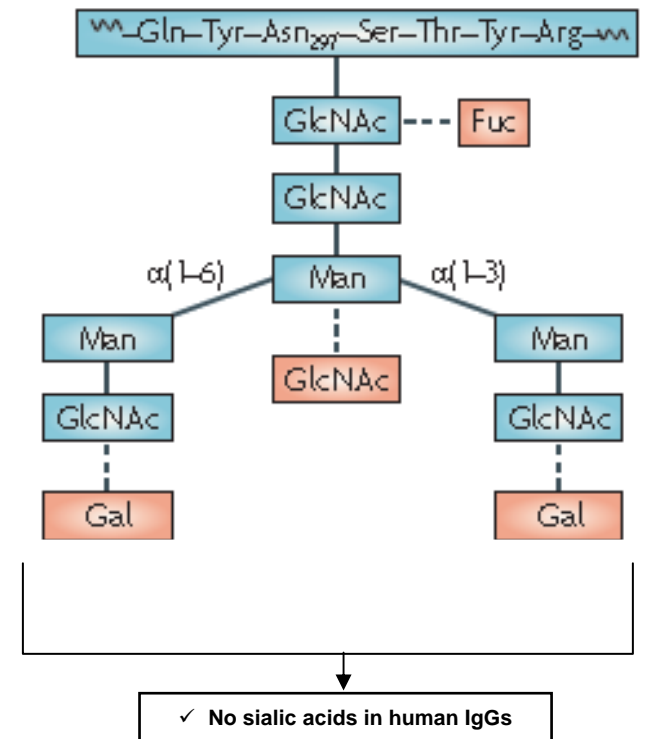 –Gln–Tyr–Asn297–Ser–Thr–Tyr–Arg–
GlcNAc Fuc
GlcNAc
α(1–6) Man α(1–3)
Man GlcNAc Man
GlcNAc GlcNAc
Gal Gal
✓ No sialic acids in human IgGs